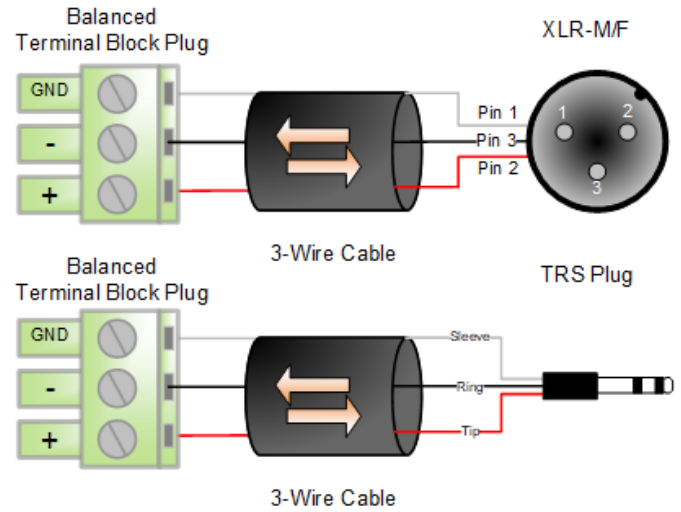 Balanced
Terminal Block Plug
XLR-M/F
GND
-
+
Pin 1
Pin 3
Pin 2
1
2
3
3-Wire Cable
Balanced
Terminal Block Plug
TRS Plug
GND
-
+
Sleeve
Ring
Tip
3-Wire Cable